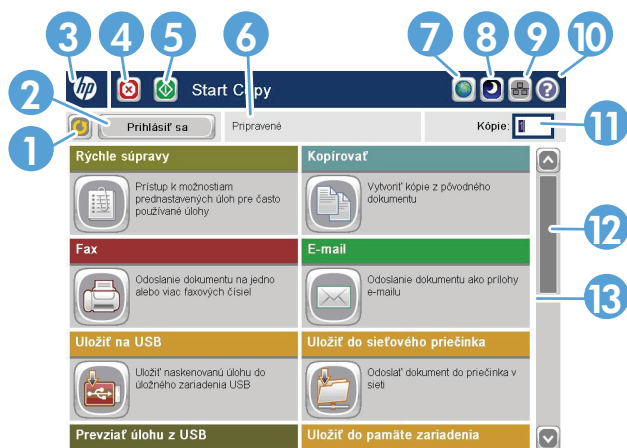 3
4
5
6
7
8
9
10
hp
Start Copy
?
2
Prihlásiť sa
Pripravené
Kópie: 1
11
1
Rýchle súpravy
Kopírovať
Prístup k možnostiam
prednastavených úloh pre často
používané úlohy
Vytvoriť kópie z pôvodného
dokumentu
12
Fax
E-mail
Odoslanie dokumentu na jedno
alebo viac faxových čísiel
Odoslanie dokumentu ako prílohy
e-mailu
13
Uložiť na USB
Uložiť do sieťového priečinka
Uložiť naskenovanú úlohu do
úložného zariadenia USB
Odoslať dokument do priečinka v
sieti
Prevziať úlohu z USB
Uložiť do pamäte zariadenia